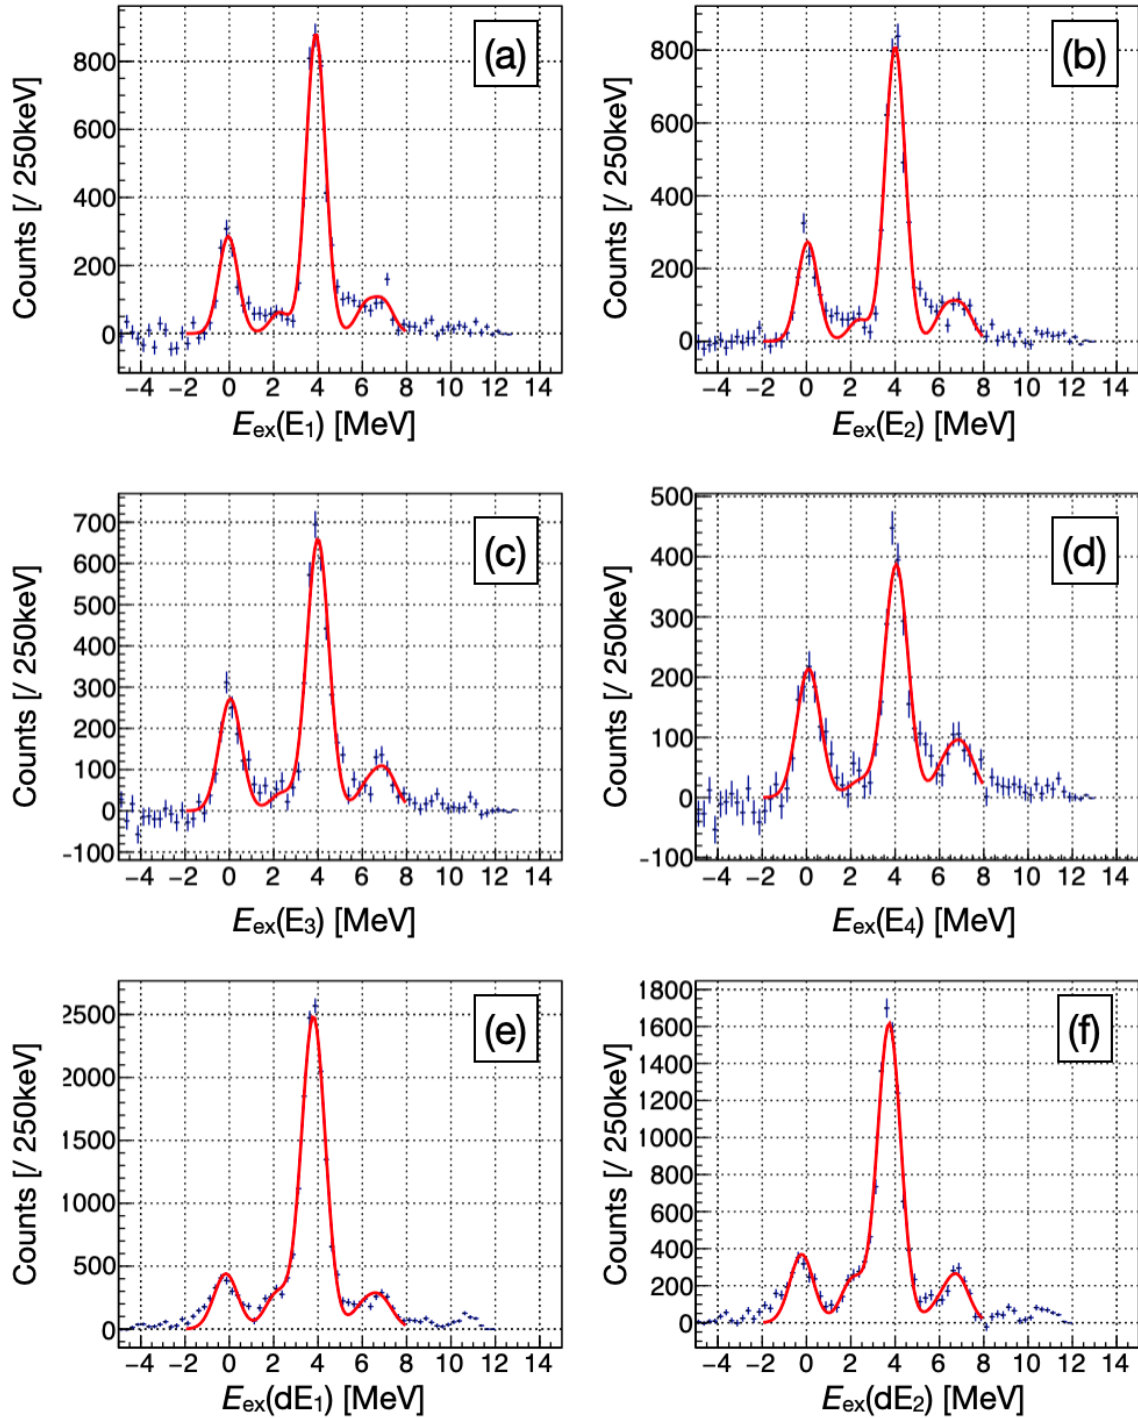 (a)
Counts [/ 250keV]
800
600
400
200
0
−4 −2 0 2 4 6 8 10 12 14
Eex(E1) [MeV]
(b)
Counts [/ 250keV]
800
600
400
200
0
−4 −2 0 2 4 6 8 10 12 14
Eex(E2) [MeV]
(c)
Counts [/ 250keV]
700
600
500
400
300
200
100
0
-100
−4 −2 0 2 4 6 8 10 12 14
Eex(E3) [MeV]
(d)
Counts [/ 250keV]
500
400
300
200
100
0
-100
−4 −2 0 2 4 6 8 10 12 14
Eex(E4) [MeV]
(e)
Counts [/ 250keV]
2500
2000
1500
1000
500
0
−4 −2 0 2 4 6 8 10 12 14
Eex(dE1) [MeV]
(f)
Counts [/ 250keV]
1800
1600
1400
1200
1000
800
600
400
200
0
−4 −2 0 2 4 6 8 10 12 14
Eex(dE2) [MeV]